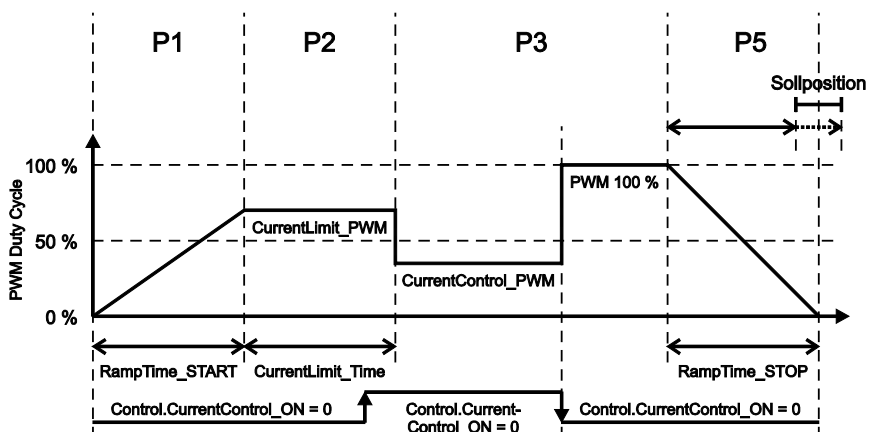 P1
P2
P3
P5
Sollposition
PWM Duty Cycle
100 %
50 %
0 %
PWM 100 %
CurrentLimit_PWM
CurrentControl_PWM
RampTime_START
CurrentLimit_Time
RampTime_STOP
Control.CurrentControl_ON = 0
Control.Current-
Control_ON = 0
Control.CurrentControl_ON = 0